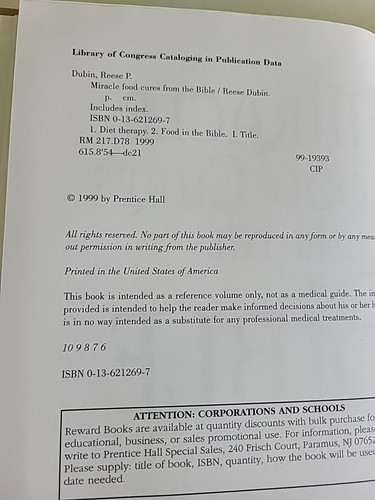 Library of Congress Cataloging in Publication Data
Dubin, Reese P.
Miracle food cures from the Bible / Reese Dubin.
p. cm.
Includes index.
ISBN 0-13-621269-7
1. Diet therapy. 2. Food in the Bible. I. Title.
RM 217.D78 1999
615.8'54—dc21 99-19393
CIP
© 1999 by Prentice Hall
All rights reserved. No part of this book may be reproduced in any form or by any
out permission in writing from the publisher.
Printed in the United States of America
This book is intended as a reference volume only, not as a medical guide. The
provided is intended to help the reader make informed decisions about his or her
is in no way intended as a substitute for any professional medical treatments.
10 9 8 7 6
ISBN 0-13-621269-7
ATTENTION: CORPORATIONS AND SCHOOLS
Reward Books are available at quantity discounts with bulk purchase
educational, business, or sales promotional use. For information,
write to Prentice Hall Special Sales, 240 Frisch Court, Paramus, NJ
Please supply: title of book, ISBN, quantity, how the book will be
date needed.